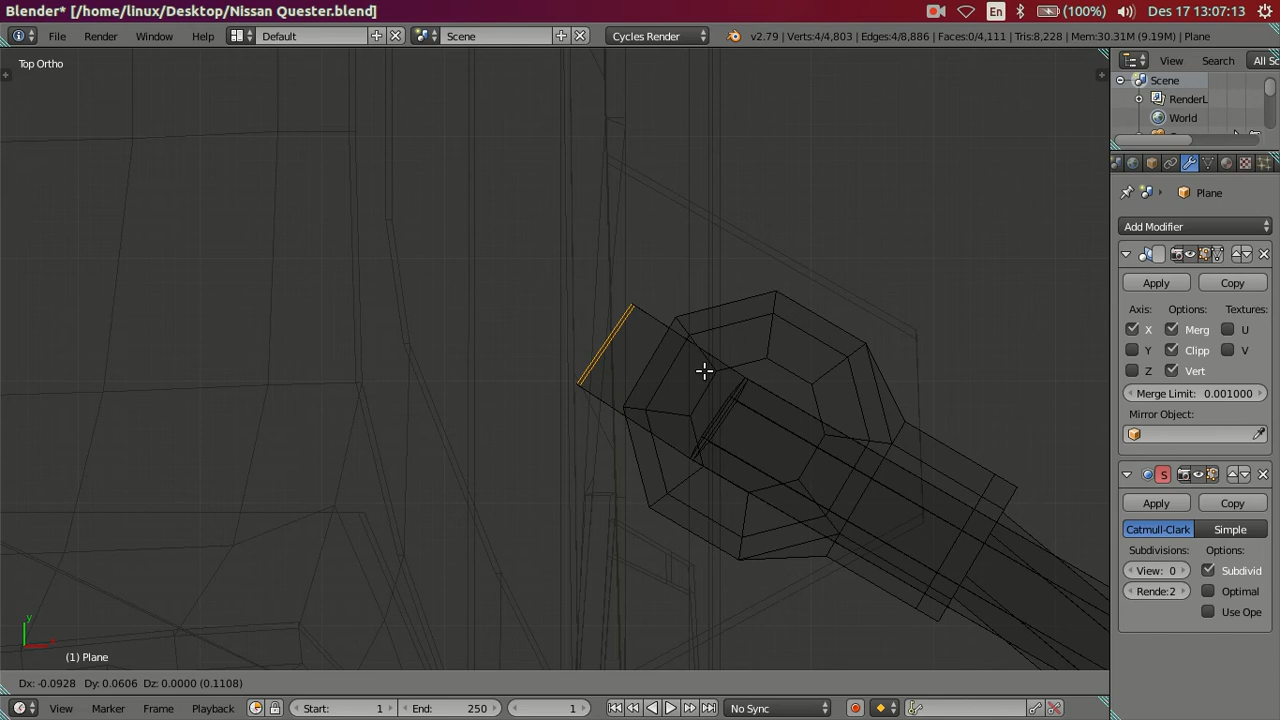 Blender* [/home/linux/Desktop/Nissan Quester.blend]
En
(100%)
Des 17 13:07:13
File
Render
Window
Help
Default
Scene
Cycles Render
v2.79 | Verts:4/4,803 | Edges:4/8,886 | Faces:0/4,111 | Tris:8,228 | Mem:30.31M (9.19M) | Plane
Top Ortho
View
Search
All Sc
Scene
RenderL
World
Plane
Add Modifier
Apply
Copy
Axis:
Options:
Textures:
X
Merg
U
Y
Clipp
V
Z
Vert
Merge Limit: 0.001000
Mirror Object:
S
Apply
Copy
Catmull-Clark
Simple
Subdivisions:
Options:
View: 0
Subdivid
Rende:2
Optimal
Use Ope
y
x
(1) Plane
Dx: -0.0928 Dy: 0.0606 Dz: 0.0000 (0.1108)
View
Marker
Frame
Playback
Start: 1
End: 250
1
No Sync